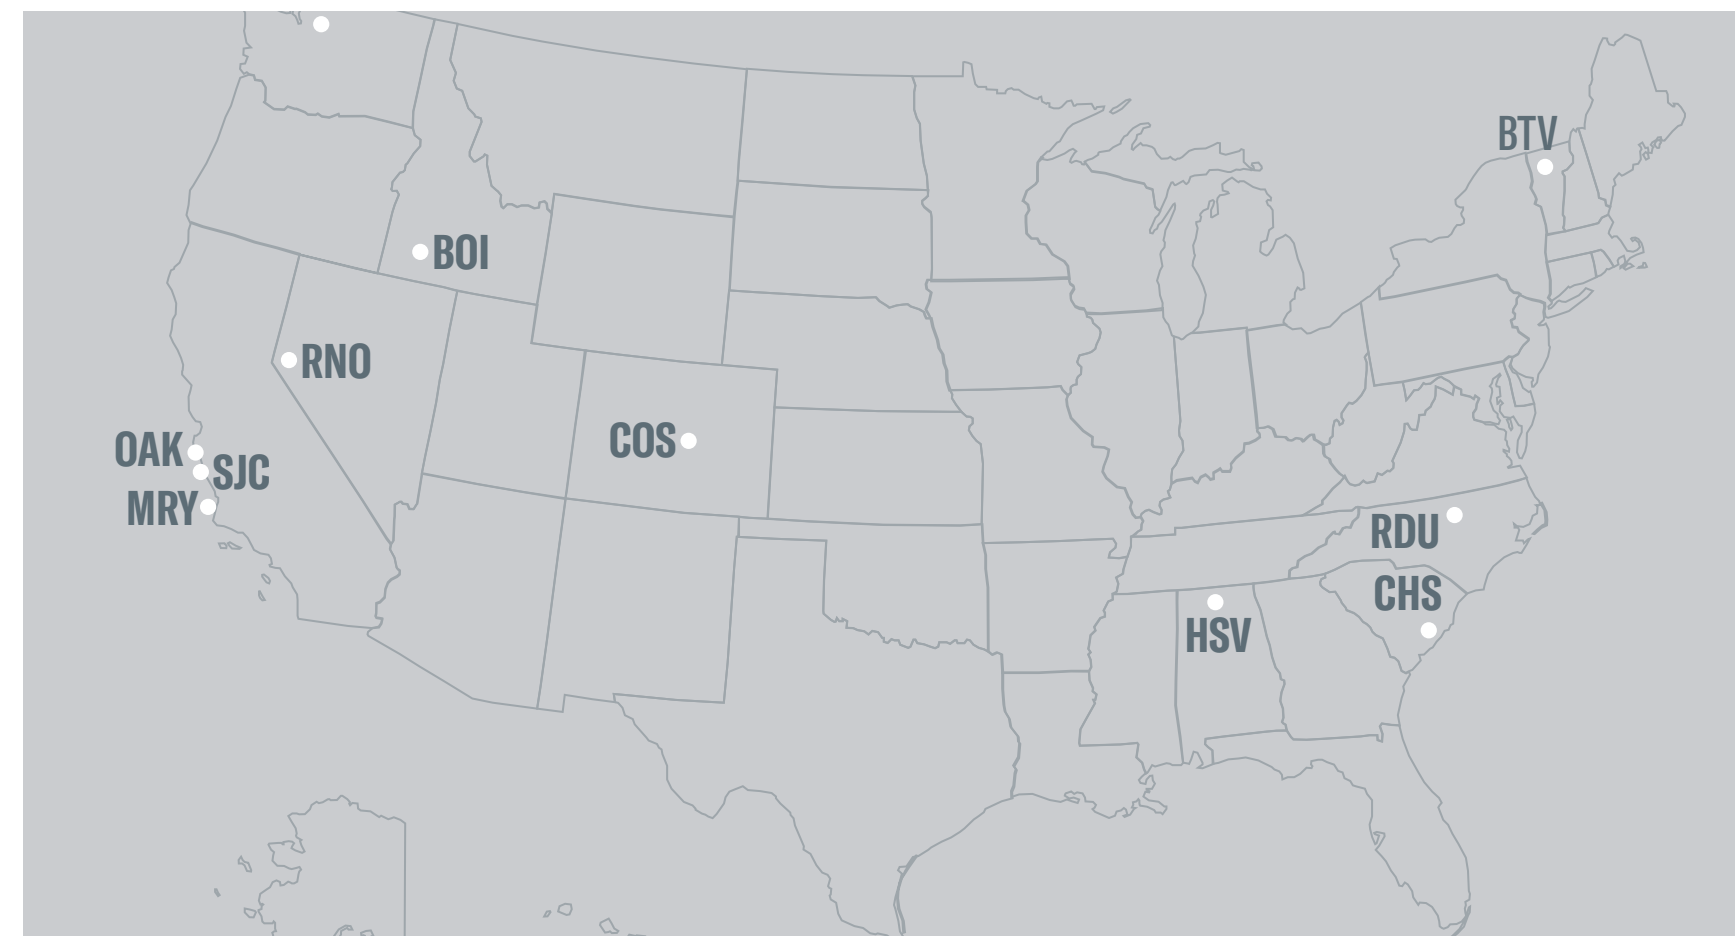 BTV
BOI
RNO
COS
OAK
SJC
MRY
RDU
CHS
HSV